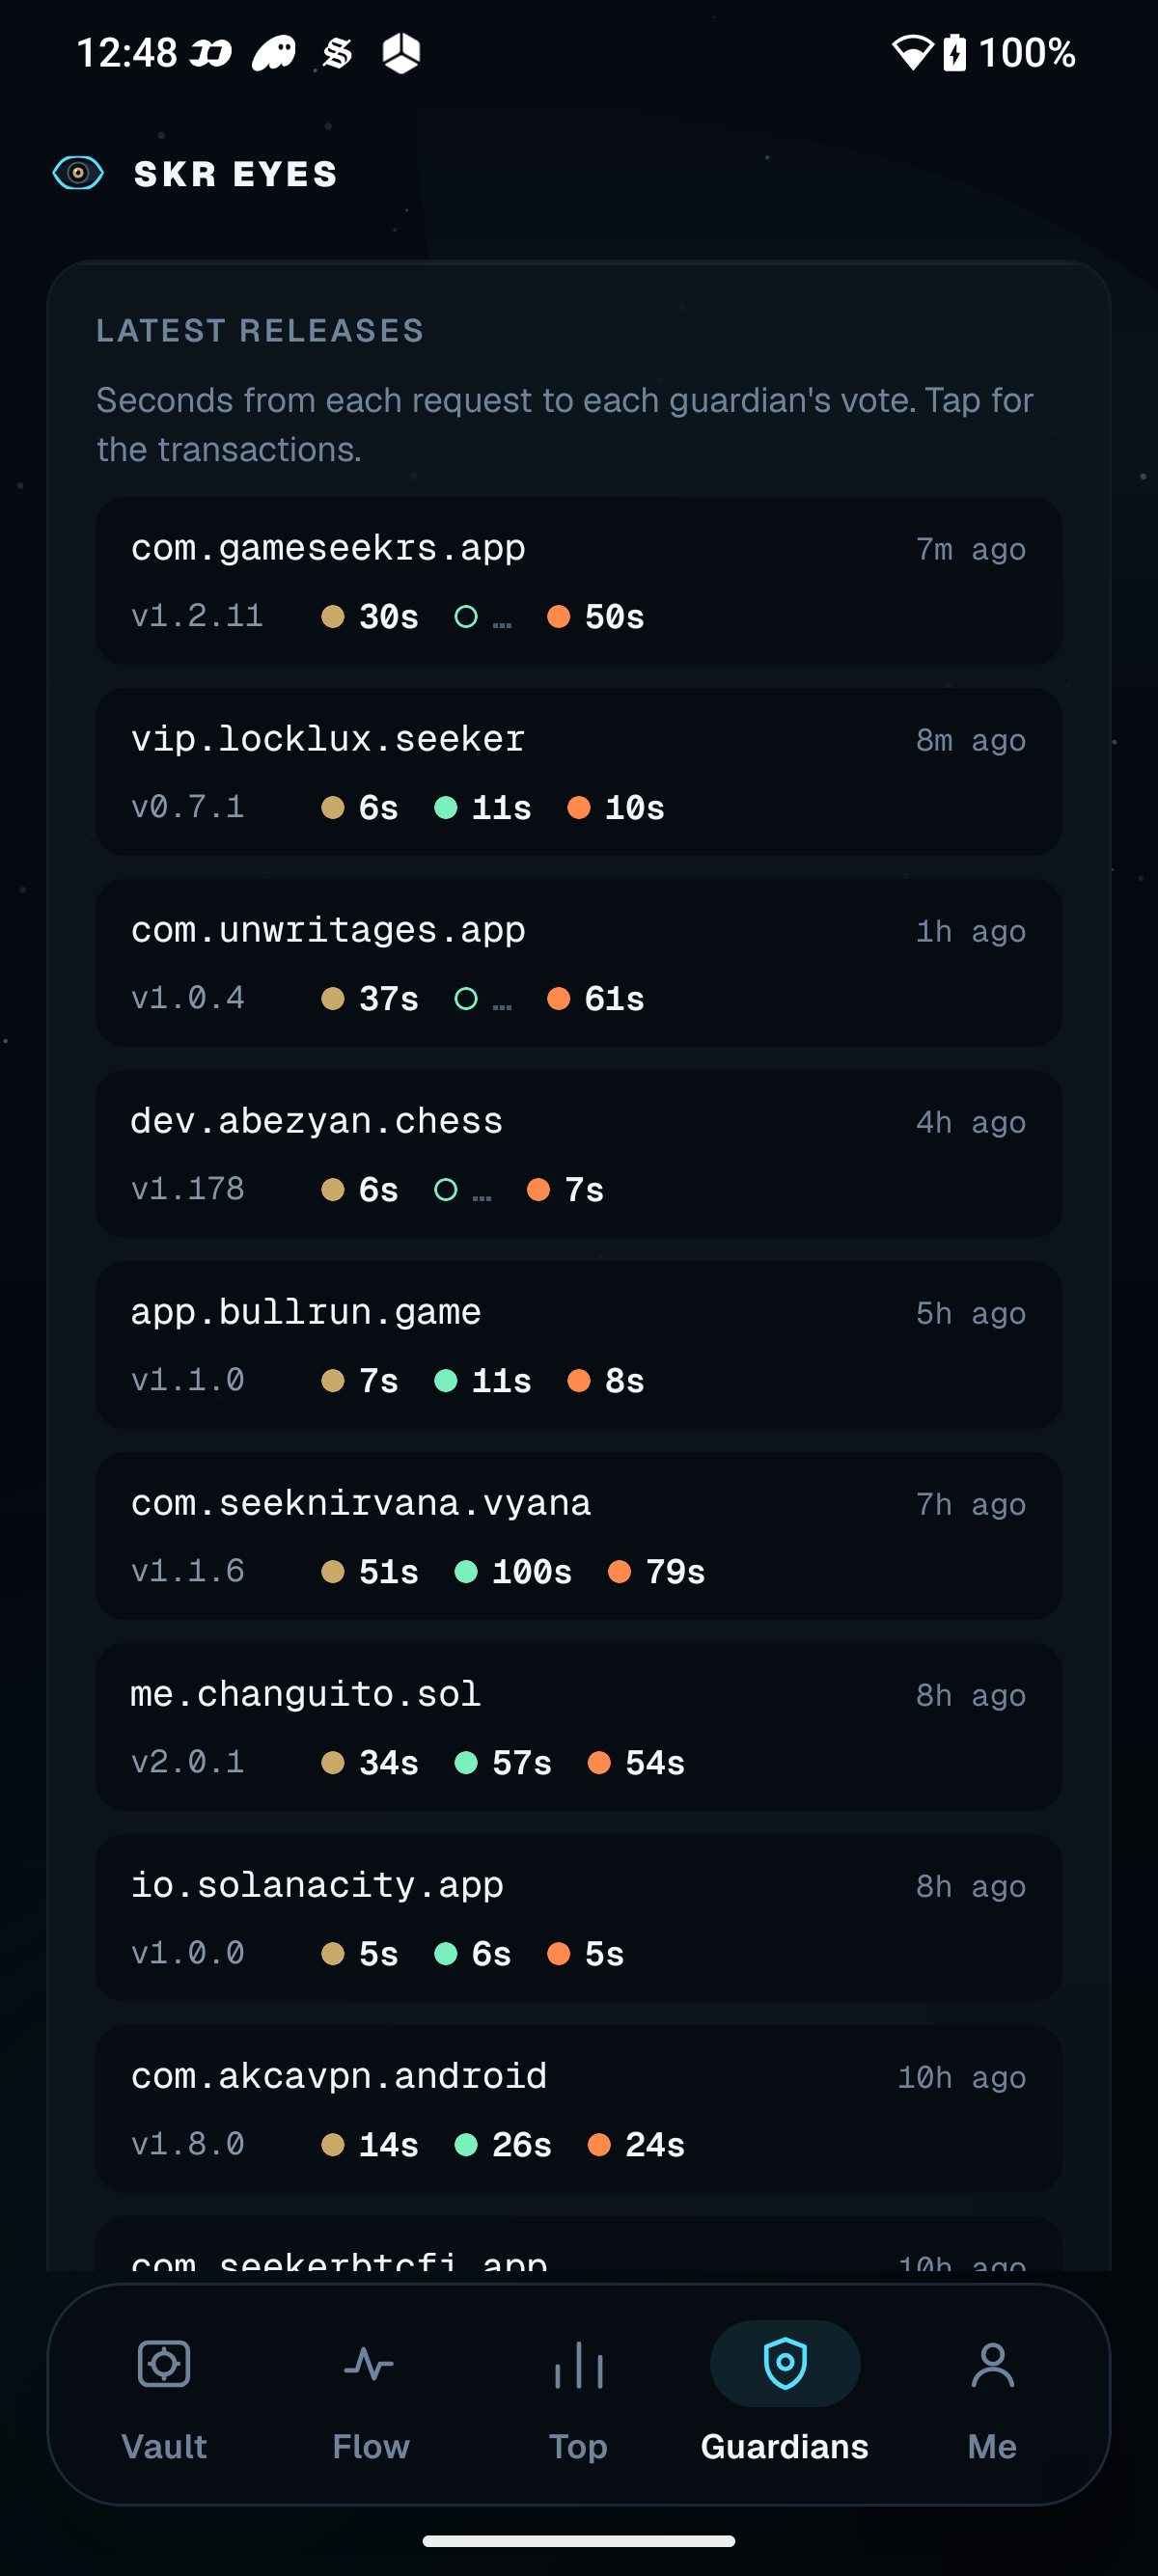 12:48 100%
SKR EYES
LATEST RELEASES
Seconds from each request to each guardian's vote. Tap for
the transactions.
com.gameseekrs.app 7m ago
v1.2.11 30s … 50s
vip.locklux.seeker 8m ago
v0.7.1 6s 11s 10s
com.unwritages.app 1h ago
v1.0.4 37s … 61s
dev.abezyan.chess 4h ago
v1.178 6s … 7s
app.bullrun.game 5h ago
v1.1.0 7s 11s 8s
com.seeknirvana.vyana 7h ago
v1.1.6 51s 100s 79s
me.changuito.sol 8h ago
v2.0.1 34s 57s 54s
io.solanacity.app 8h ago
v1.0.0 5s 6s 5s
com.akcavpn.android 10h ago
v1.8.0 14s 26s 24s
com.seekerbtcfi.app 10h ago
Vault Flow Top Guardians Me